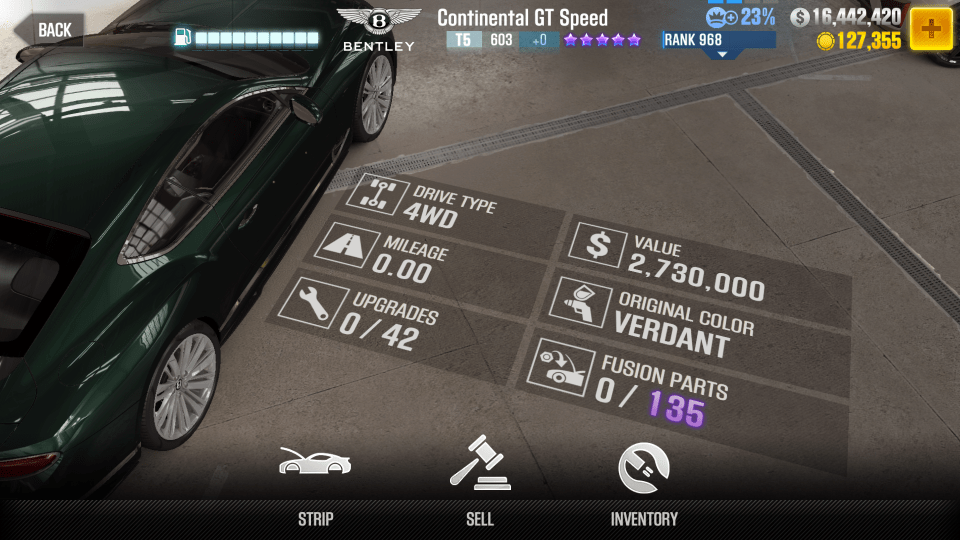 BACK
B
BENTLEY
Continental GT Speed
T5 603 +0
23%
RANK 968
$ 16,442,420
127,355
DRIVE TYPE
4WD
MILEAGE
0.00
UPGRADES
0 / 42
$
VALUE
2,730,000
ORIGINAL COLOR
VERDANT
FUSION PARTS
0 / 135
STRIP
SELL
INVENTORY